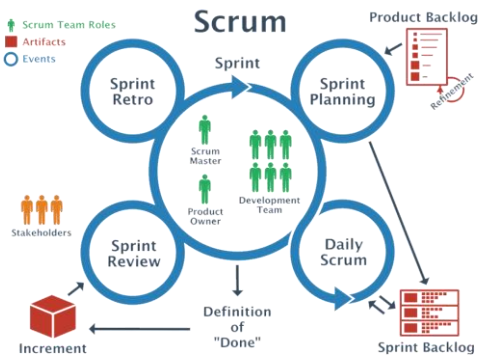 Scrum
Scrum Team Roles
Artifacts
Events
Product Backlog
Refinement
Sprint
Sprint
Retro
Sprint
Planning
Scrum
Master
Product
Owner
Development
Team
Stakeholders
Sprint
Review
Daily
Scrum
Definition
of
"Done"
Increment
Sprint Backlog